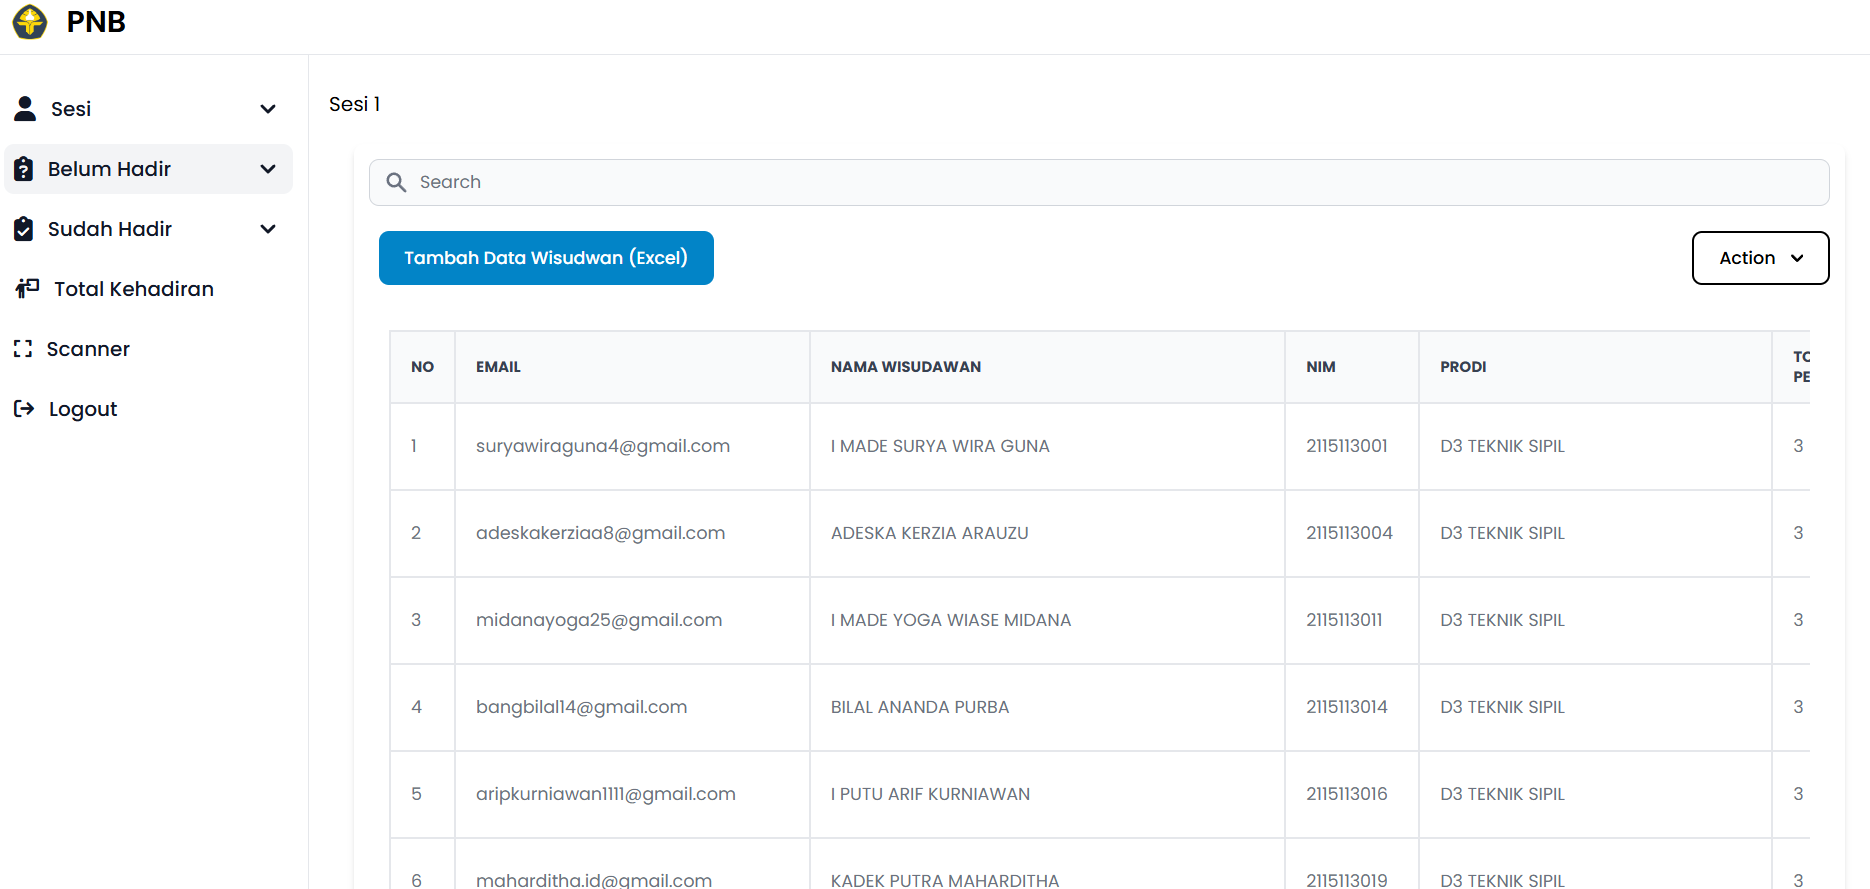 PNB
Sesi
Belum Hadir
Sudah Hadir
Total Kehadiran
Scanner
Logout
Sesi 1
Search
Tambah Data Wisudwan (Excel)
Action
NO EMAIL NAMA WISUDAWAN NIM PRODI
1 suryawiraguna4@gmail.com I MADE SURYA WIRA GUNA 2115113001 D3 TEKNIK SIPIL 3
2 adeskakerziaa8@gmail.com ADESKA KERZIA ARAUZU 2115113004 D3 TEKNIK SIPIL 3
3 midanayoga25@gmail.com I MADE YOGA WIASE MIDANA 2115113011 D3 TEKNIK SIPIL 3
4 bangbilal14@gmail.com BILAL ANANDA PURBA 2115113014 D3 TEKNIK SIPIL 3
5 aripkurniawan1111@gmail.com I PUTU ARIF KURNIAWAN 2115113016 D3 TEKNIK SIPIL 3
6 maharditha.id@gmail.com KADEK PUTRA MAHARDITHA 2115113019 D3 TEKNIK SIPIL 3